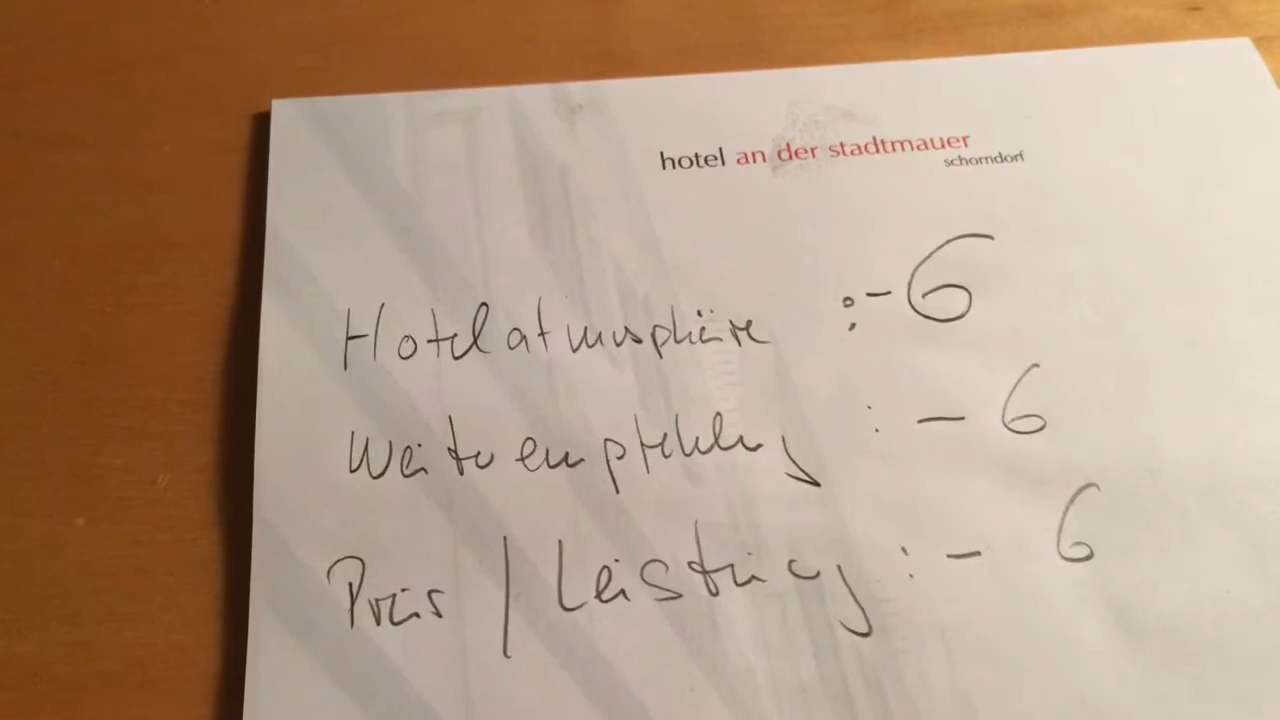 hotel an der stadtmauer
schorndorf
Hotelatmosphäre :- 6
Weiterempfehlung : - 6
Preis / Leistung : - 6